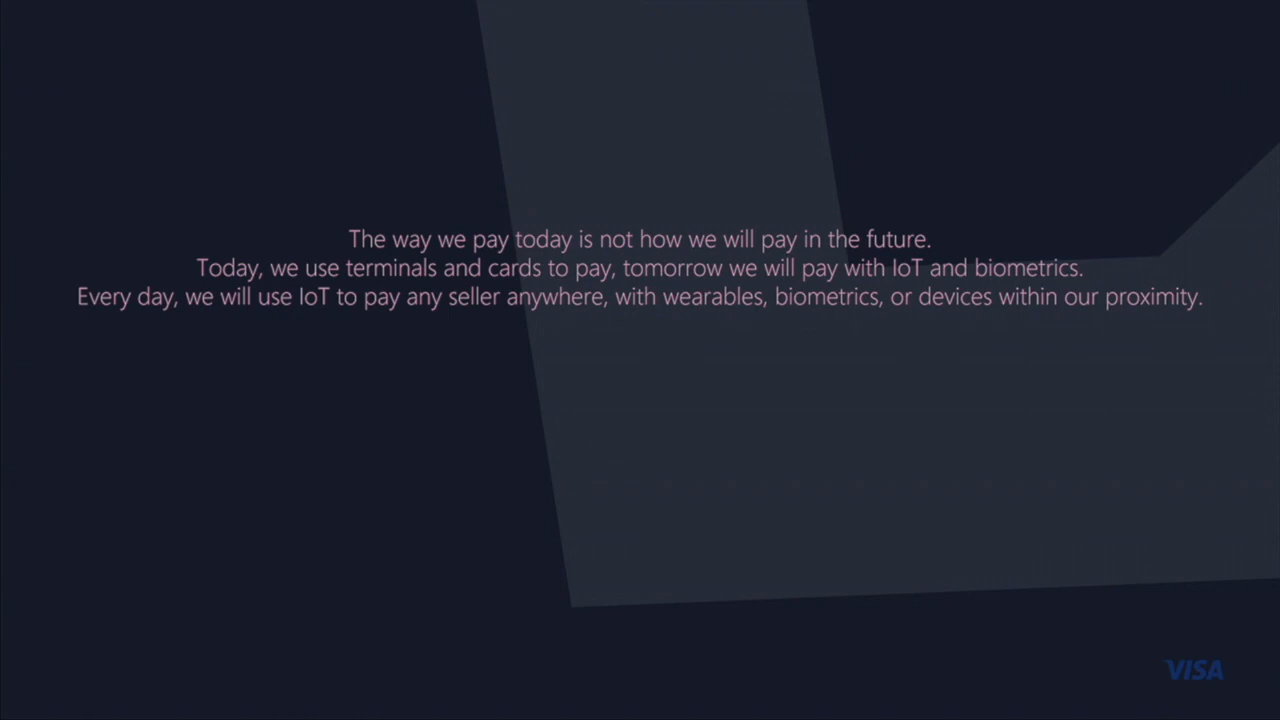 The way we pay today is not how we will pay in the future.
Today, we use terminals and cards to pay, tomorrow we will pay with IoT and biometrics.
Every day, we will use IoT to pay any seller anywhere, with wearables, biometrics, or devices within our proximity.
VISA